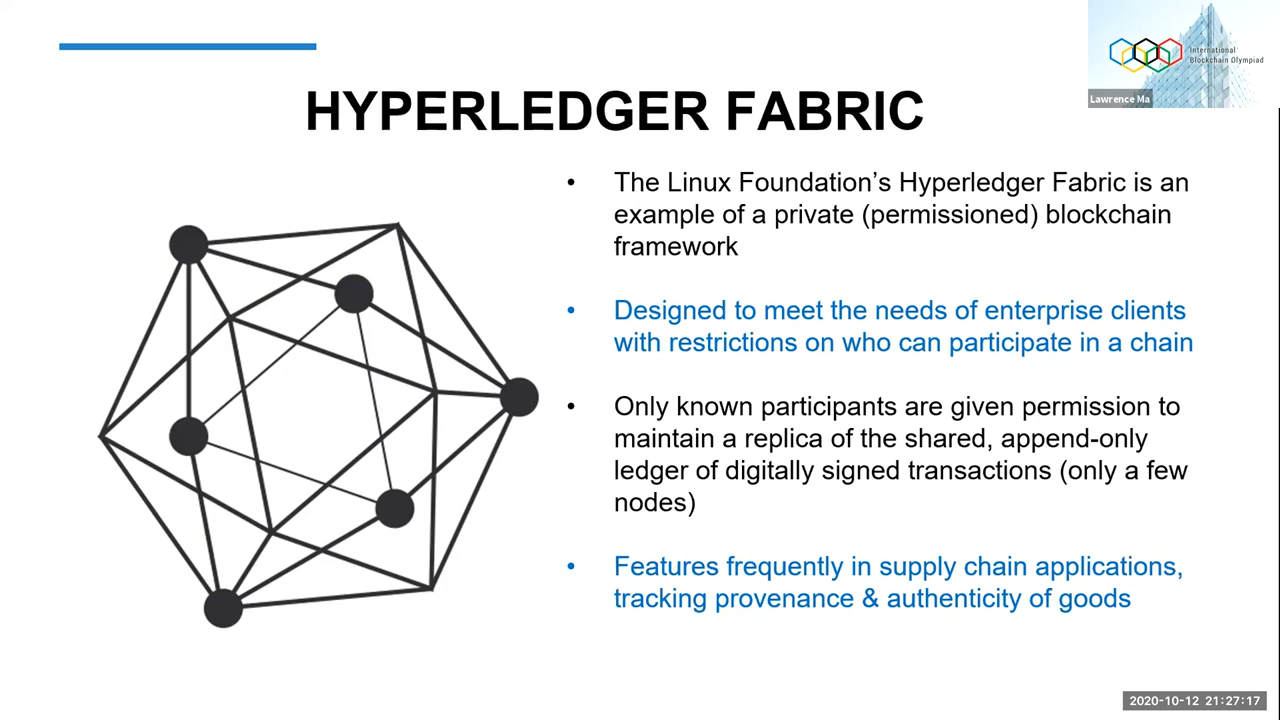 International
Blockchain Olympiad
Lawrence Ma
HYPERLEDGER FABRIC
• The Linux Foundation’s Hyperledger Fabric is an
example of a private (permissioned) blockchain
framework
• Designed to meet the needs of enterprise clients
with restrictions on who can participate in a chain
• Only known participants are given permission to
maintain a replica of the shared, append-only
ledger of digitally signed transactions (only a few
nodes)
• Features frequently in supply chain applications,
tracking provenance & authenticity of goods
2020-10-12 21:27:17